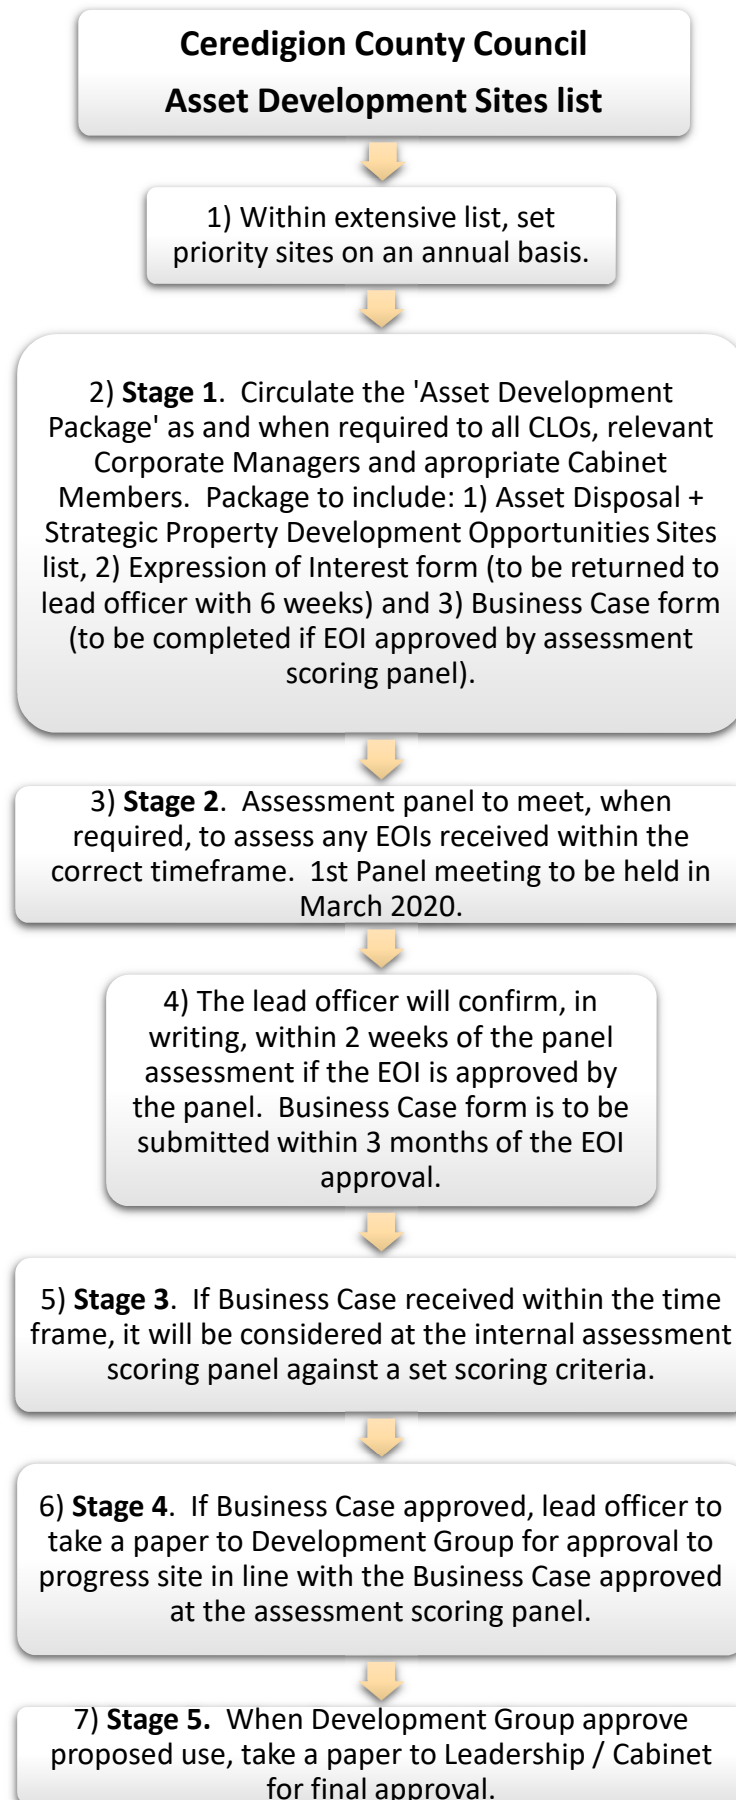 Ceredigion County Council
Asset Development Sites list
1) Within extensive list, set
priority sites on an annual basis.
2) Stage 1.  Circulate the 'Asset Development
Package' as and when required to all CLOs, relevant
Corporate Managers and apropriate Cabinet
Members.  Package to include: 1) Asset Disposal +
Strategic Property Development Opportunities Sites
list, 2) Expression of Interest form (to be returned to
lead officer with 6 weeks) and 3) Business Case form
(to be completed if EOI approved by assessment
scoring panel).
3) Stage 2.  Assessment panel to meet, when
required, to assess any EOIs received within the
correct timeframe.  1st Panel meeting to be held in
March 2020.
4) The lead officer will confirm, in
writing, within 2 weeks of the panel
assessment if the EOI is approved by
the panel.  Business Case form is to be
submitted within 3 months of the EOI
approval.
5) Stage 3.  If Business Case received within the time
frame, it will be considered at the internal assessment
scoring panel against a set scoring criteria.
6) Stage 4.  If Business Case approved, lead officer to
take a paper to Development Group for approval to
progress site in line with the Business Case approved
at the assessment scoring panel.
7) Stage 5.  When Development Group approve
proposed use, take a paper to Leadership / Cabinet
for final approval.